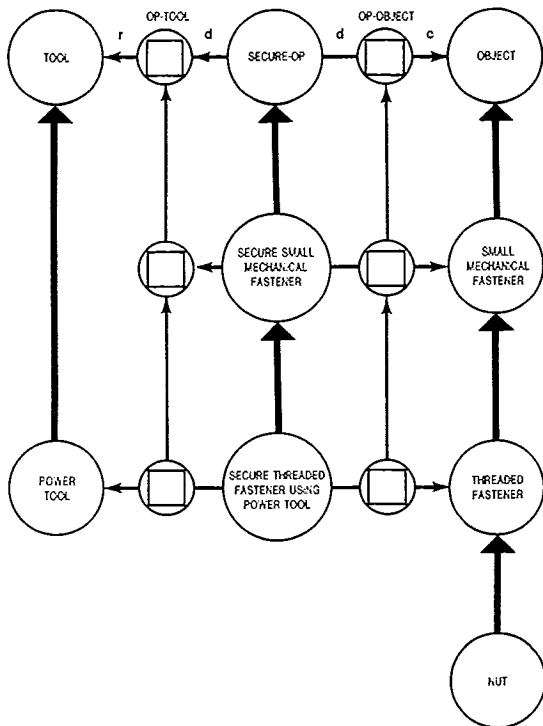 OP-TOOL
OP-OBJECT
r
d
d
c
TOOL
SECURE-OP
OBJECT
SECURE SMALL
MECHANICAL
FASTENER
SMALL
MECHANICAL
FASTENER
POWER
TOOL
SECURE THREADED
FASTENER USING
POWER TOOL
THREADED
FASTENER
NUT